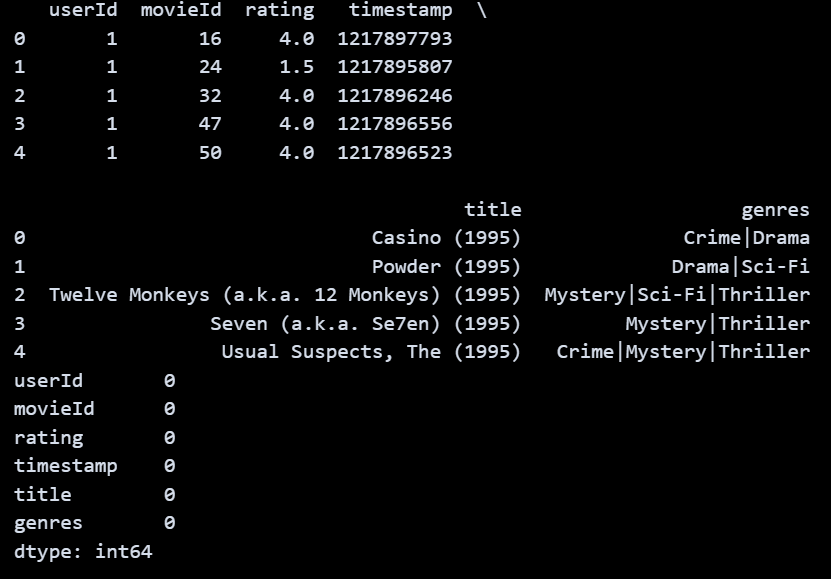 userId movieId rating timestamp \
0 1 16 4.0 1217897793
1 1 24 1.5 1217895807
2 1 32 4.0 1217896246
3 1 47 4.0 1217896556
4 1 50 4.0 1217896523
title genres
0 Casino (1995) Crime|Drama
1 Powder (1995) Drama|Sci-Fi
2 Twelve Monkeys (a.k.a. 12 Monkeys) (1995) Mystery|Sci-Fi|Thriller
3 Seven (a.k.a. Se7en) (1995) Mystery|Thriller
4 Usual Suspects, The (1995) Crime|Mystery|Thriller
userId 0
movieId 0
rating 0
timestamp 0
title 0
genres 0
dtype: int64